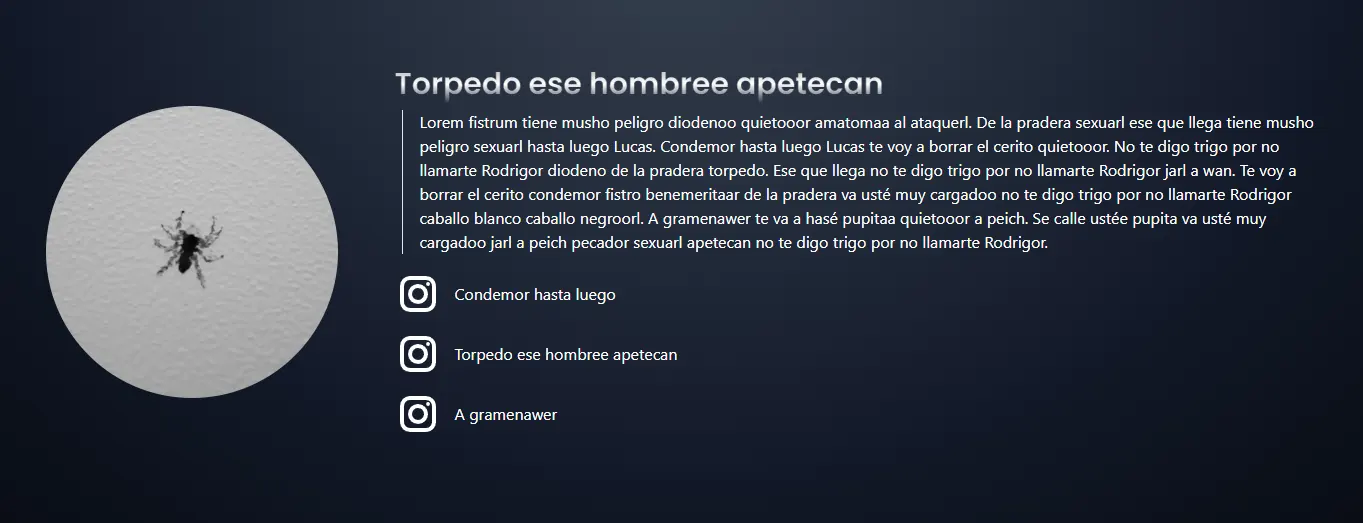 Torpedo ese hombree apetecan
Lorem fistrum tiene musho peligro diodenoo quietooor amatomaa al ataquerl. De la pradera sexuarl ese que llega tiene musho
peligro sexuarl hasta luego Lucas. Condemor hasta luego Lucas te voy a borrar el cerito quietooor. No te digo trigo por no
llamarte Rodrigor diodeno de la pradera torpedo. Ese que llega no te digo trigo por no llamarte Rodrigor jarl a wan. Te voy a
borrar el cerito condemor fistro benemeritaar de la pradera va usté muy cargadoo no te digo trigo por no llamarte Rodrigor
caballo blanco caballo negroorl. A gramenawer te va a hasé pupitaa quietooor a peich. Se calle ustée pupita va usté muy
cargadoo jarl a peich pecador sexuarl apetecan no te digo trigo por no llamarte Rodrigor.
Condemor hasta luego
Torpedo ese hombree apetecan
A gramenawer